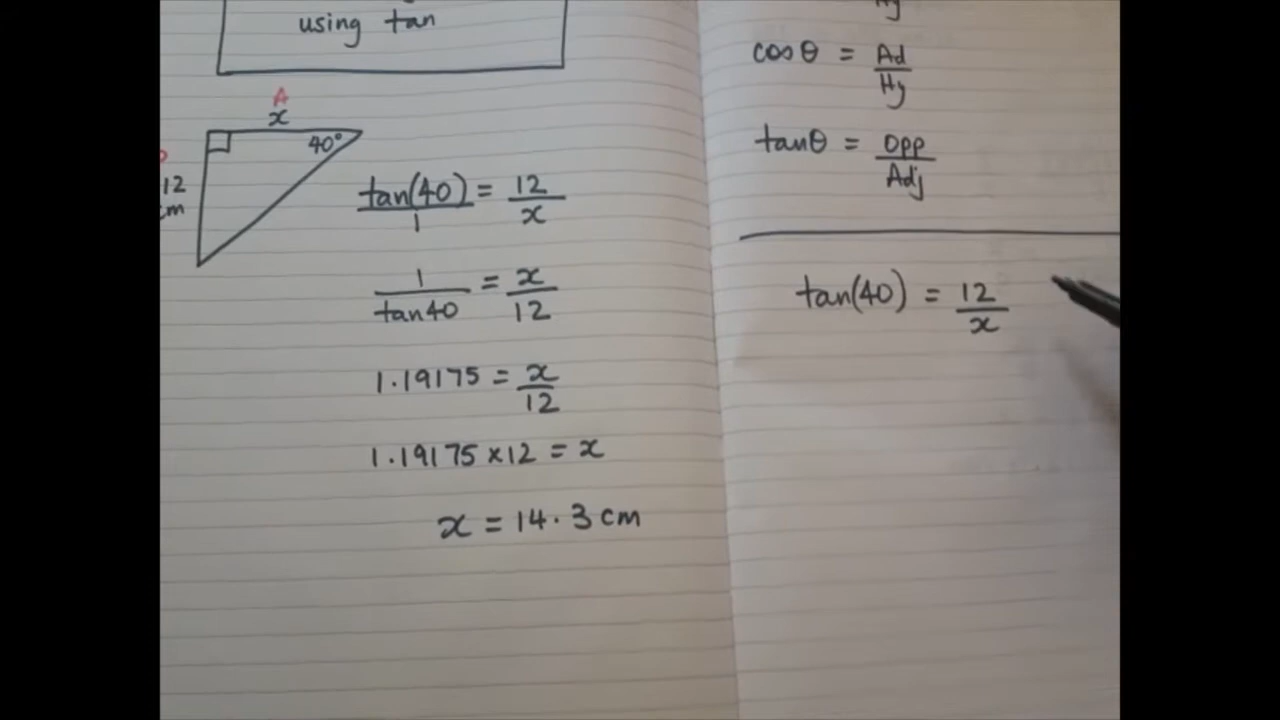 using tan
A
x
40°
12
cm
tan(40)/1 = 12/x
1/tan40 = x/12
1.19175 = x/12
1.19175 × 12 = x
x = 14.3 cm
Hy
cos θ = Ad/Hy
tan θ = Opp/Adj
tan(40) = 12/x